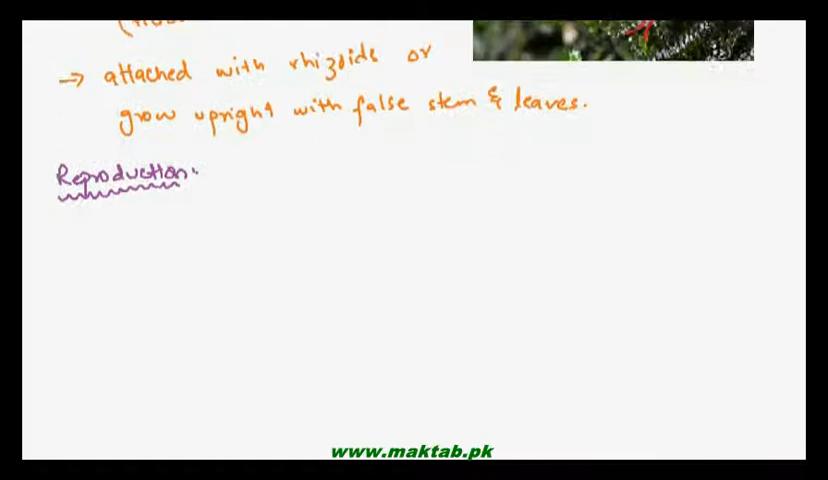 → attached with rhizoids or
grow upright with false stem & leaves.
Reproduction:
www.maktab.pk